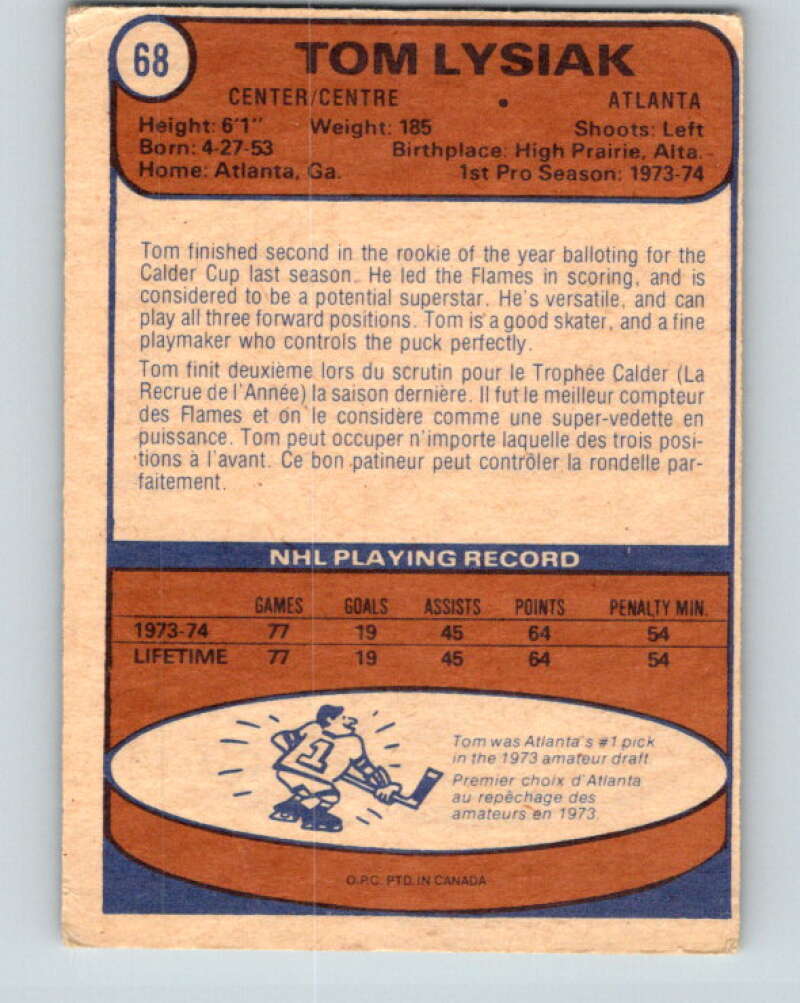 68
TOM LYSIAK
CENTER/CENTRE • ATLANTA
Height: 6'1" Weight: 185 Shoots: Left
Born: 4-27-53 Birthplace: High Prairie, Alta.
Home: Atlanta, Ga. 1st Pro Season: 1973-74
Tom finished second in the rookie of the year balloting for the
Calder Cup last season. He led the Flames in scoring, and is
considered to be a potential superstar. He's versatile, and can
play all three forward positions. Tom is a good skater, and a fine
playmaker who controls the puck perfectly.
Tom finit deuxième lors du scrutin pour le Trophée Calder (La
Recrue de l'Année) la saison dernière. Il fut le meilleur compteur
des Flames et on le considère comme une super-vedette en
puissance. Tom peut occuper n'importe laquelle des trois posi-
tions à l'avant. Ce bon patineur peut contrôler la rondelle par-
faitement.
NHL PLAYING RECORD
GAMES GOALS ASSISTS POINTS PENALTY MIN.
1973-74 77 19 45 64 54
LIFETIME 77 19 45 64 54
1
Tom was Atlanta's #1 pick
in the 1973 amateur draft
Premier choix d'Atlanta
au repêchage des
amateurs en 1973.
O.P.C. PTD. IN CANADA